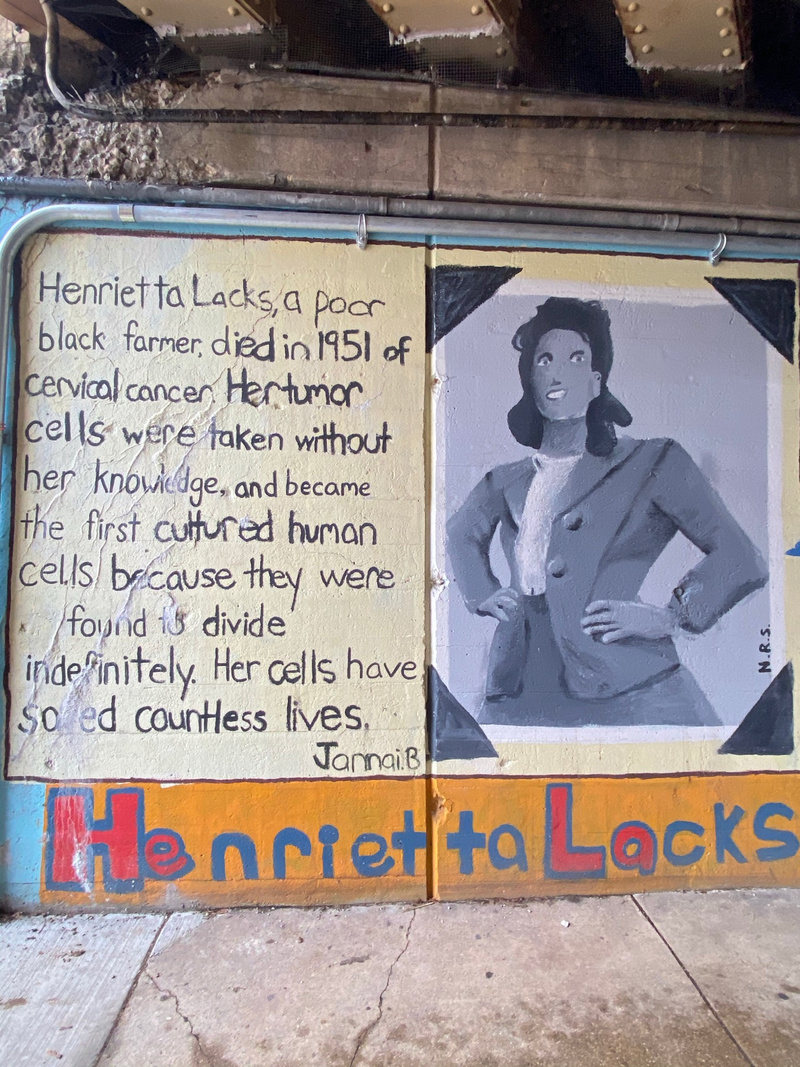 Henrietta Lacks, a poor
black farmer, died in 1951 of
cervical cancer. Her tumor
cells were taken without
her knowledge, and became
the first cultured human
cells because they were
found to divide
indefinitely. Her cells have
saved countless lives.
Jannai.B
N.R.S.
Henrietta Lacks